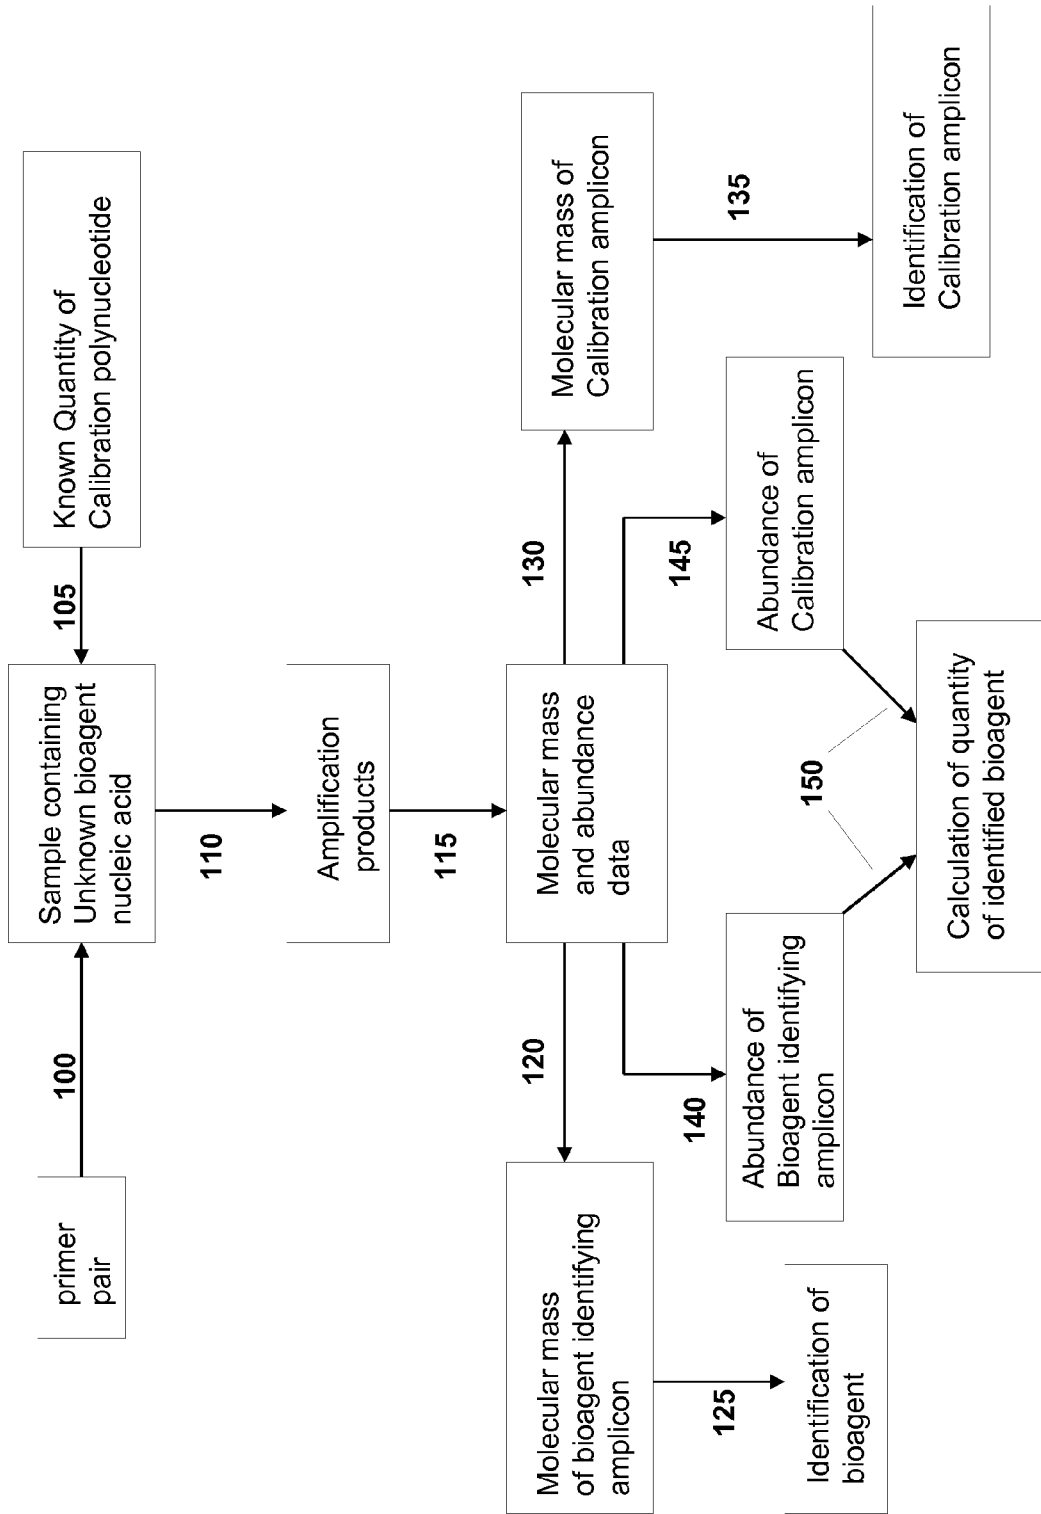 primer
pair
100
Sample containing
Unknown bioagent
nucleic acid
105
Known Quantity of
Calibration polynucleotide
110
Amplification
products
115
Molecular mass
and abundance
data
120
Molecular mass
of bioagent identifying
amplicon
125
Identification of
bioagent
130
Molecular mass of
Calibration amplicon
135
Identification of
Calibration amplicon
140
Abundance of
Bioagent identifying
amplicon
145
Abundance of
Calibration amplicon
150
Calculation of quantity
of identified bioagent